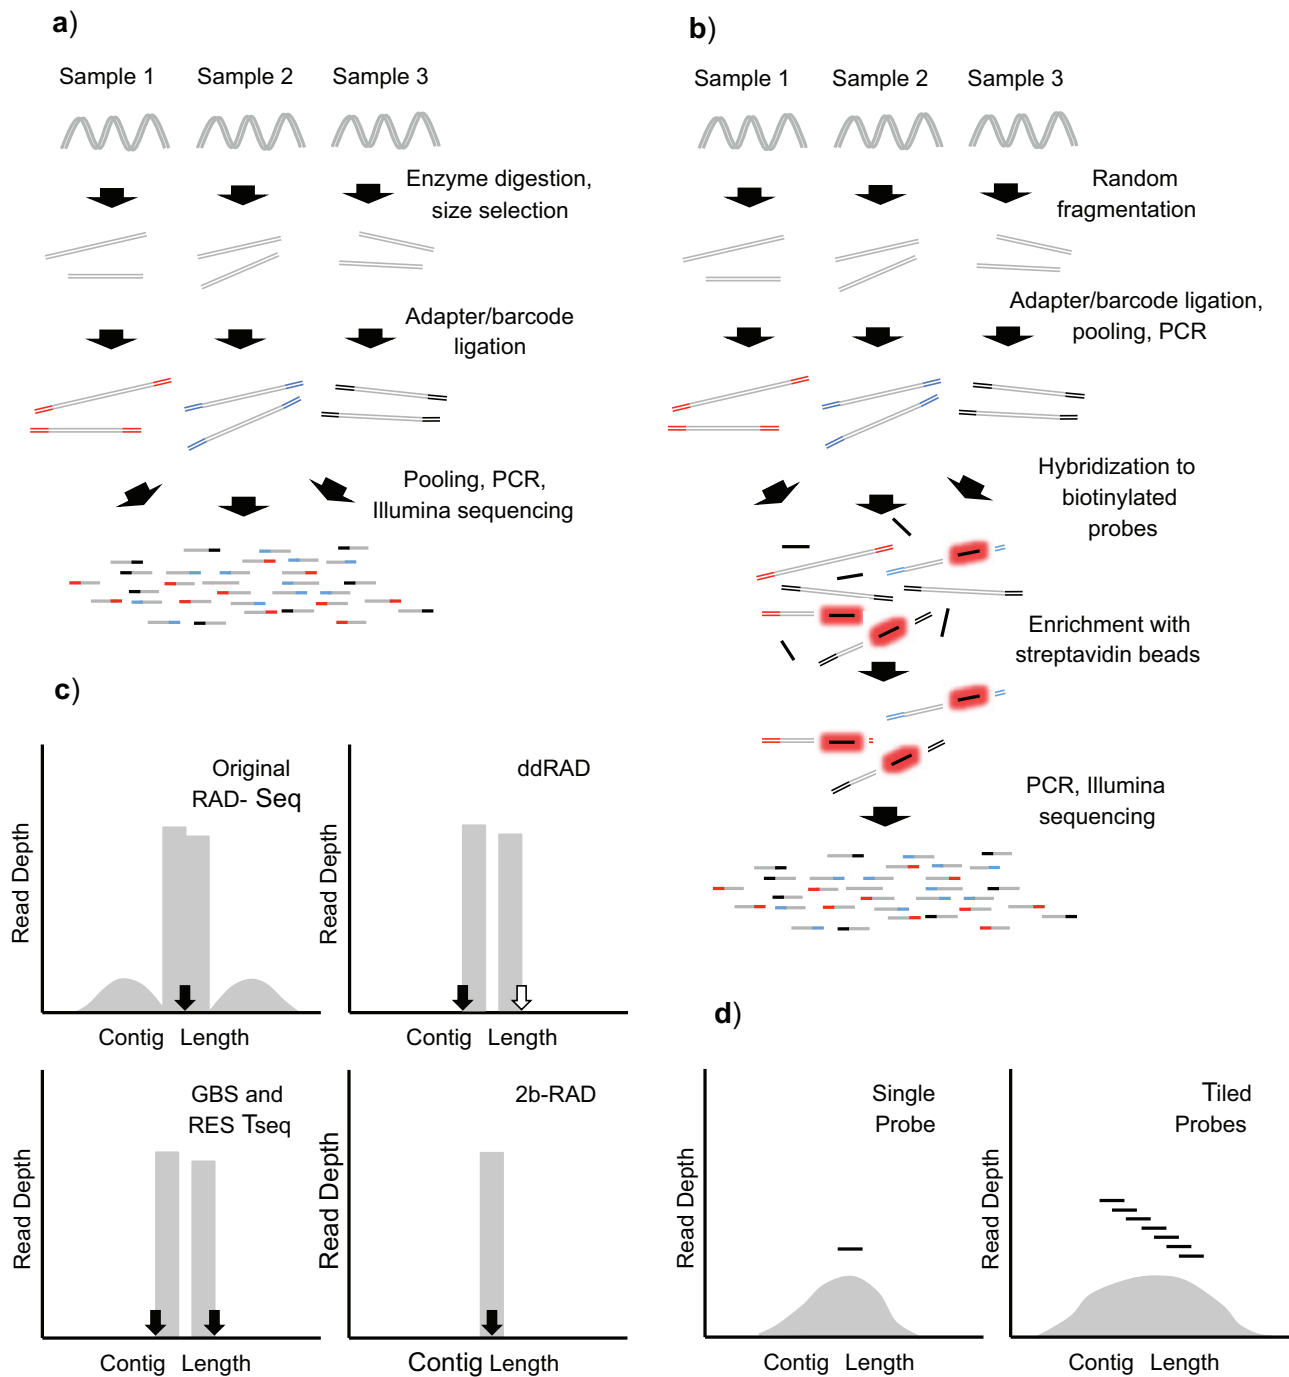 a)
Sample 1 Sample 2 Sample 3
Enzyme digestion,
size selection
Adapter/barcode
ligation
Pooling, PCR,
Illumina sequencing
b)
Sample 1 Sample 2 Sample 3
Random
fragmentation
Adapter/barcode ligation,
pooling, PCR
Hybridization to
biotinylated
probes
Enrichment with
streptavidin beads
PCR, Illumina
sequencing
c)
Original
RAD- Seq
Read Depth
Contig Length
ddRAD
Read Depth
Contig Length
GBS and
RES Tseq
Read Depth
Contig Length
2b-RAD
Read Depth
Contig Length
d)
Single
Probe
Read Depth
Contig Length
Tiled
Probes
Read Depth
Contig Length